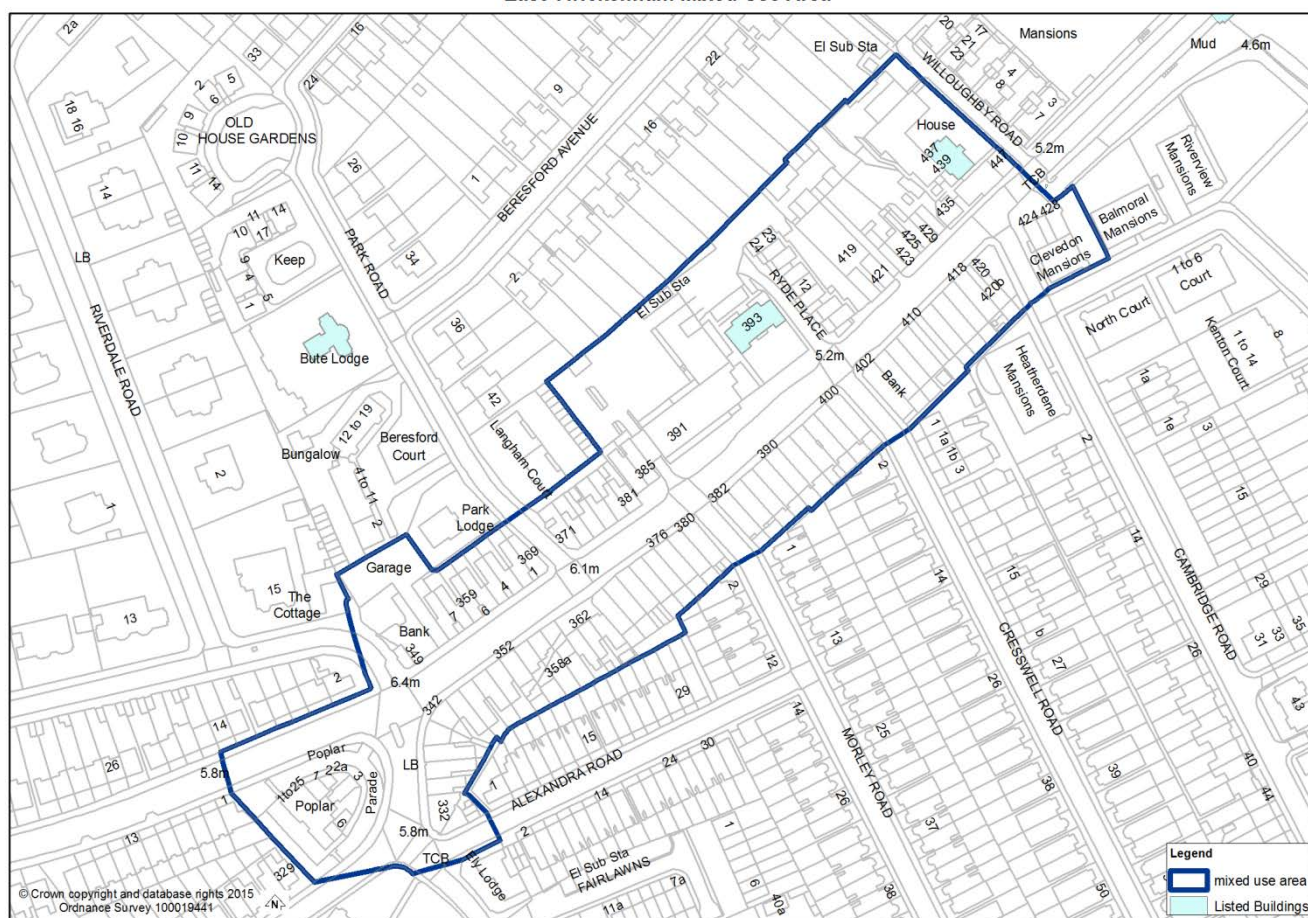 2a
16
33
24
5
2
6
9
10
11
14
OLD
HOUSE GARDENS
18
16
14
LB
RIVERDALE ROAD
2
1
13
15
The
Cottage
11
14
10
17
9
4
5
1
Keep
Bute Lodge
26
34
36
42
PARK ROAD
12 to 19
Bungalow
Beresford
Court
4 to 11
2
Langham Court
Park
Lodge
9
22
16
1
2
BERESFORD AVENUE
El Sub Sta
El Sub Sta
20
17
21
23
4
8
3
7
Mansions
Mud
4.6m
WILLOUGHBY ROAD
5.2m
House
437
439
441
TCB
435
429
425
423
421
419
424
428
Clevedon
Mansions
Balmoral
Mansions
Riverview
Mansions
23
24
12
RYDE PLACE
393
5.2m
418
420
420b
410
402
400
Bank
391
385
381
371
369
390
382
380
376
6.1m
1
4
6
359
7
Garage
Bank
349
6.4m
362
352
358a
342
LB
332
2
14
26
5.8m
1
Poplar
1to25
1
2
2a
3
Parade
Poplar
6
5.8m
TCB
329
13
Ely Lodge
1
15
29
ALEXANDRA ROAD
2
14
24
30
El Sub Sta
FAIRLAWNS
11a
7a
1
6
40a
2
12
14
26
38
MORLEY ROAD
1
13
25
37
2
14
26
38
50
CRESSWELL ROAD
1
1a
1b
3
15
b
27
39
Heatherdene
Mansions
2
14
26
40
44
CAMBRIDGE ROAD
North Court
1 to 6
Court
1 to 14
Kenton Court
8
1a
1e
3
15
29
31
33
35
43
Legend
mixed use area
Listed Buildings
© Crown copyright and database rights 2015
Ordnance Survey 100019441
N